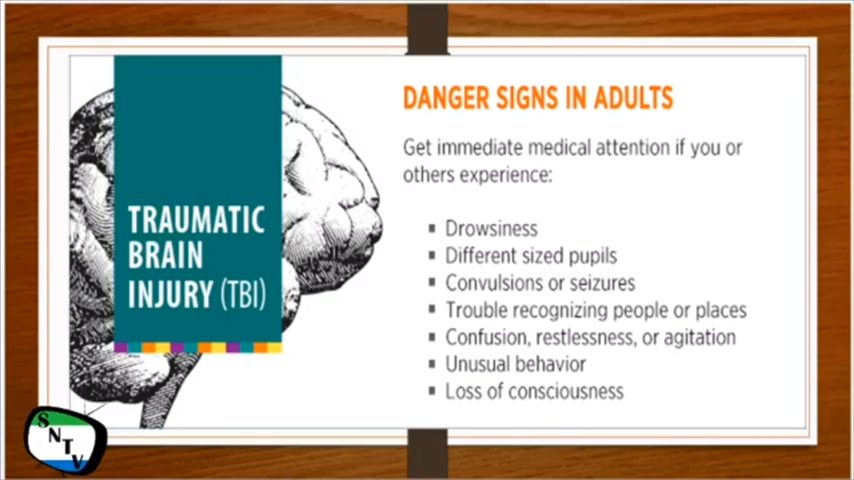 DANGER SIGNS IN ADULTS
Get immediate medical attention if you or
others experience:
▪ Drowsiness
▪ Different sized pupils
▪ Convulsions or seizures
▪ Trouble recognizing people or places
▪ Confusion, restlessness, or agitation
▪ Unusual behavior
▪ Loss of consciousness
TRAUMATIC
BRAIN
INJURY (TBI)
SNTV